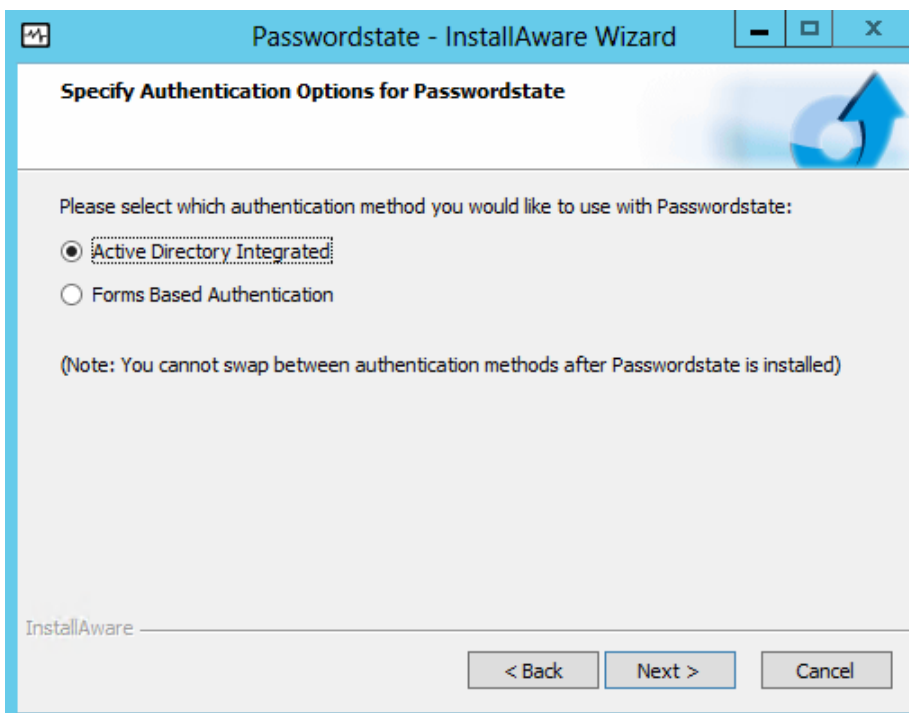 Passwordstate - InstallAware Wizard
Specify Authentication Options for Passwordstate
Please select which authentication method you would like to use with Passwordstate:
Active Directory Integrated
Forms Based Authentication
(Note: You cannot swap between authentication methods after Passwordstate is installed)
InstallAware
< Back Next > Cancel